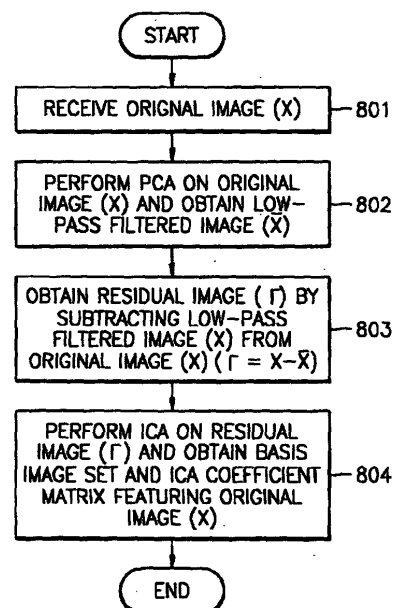 START
RECEIVE ORIGNAL IMAGE (X)
801
PERFORM PCA ON ORIGINAL
IMAGE (X) AND OBTAIN LOW-
PASS FILTERED IMAGE (X̄)
802
OBTAIN RESIDUAL IMAGE (Γ) BY
SUBTRACTING LOW-PASS
FILTERED IMAGE (X) FROM
ORIGINAL IMAGE (X) (Γ = X-X̄)
803
PERFORM ICA ON RESIDUAL
IMAGE (Γ) AND OBTAIN BASIS
IMAGE SET AND ICA COEFFICIENT
MATRIX FEATURING ORIGINAL
IMAGE (X)
804
END